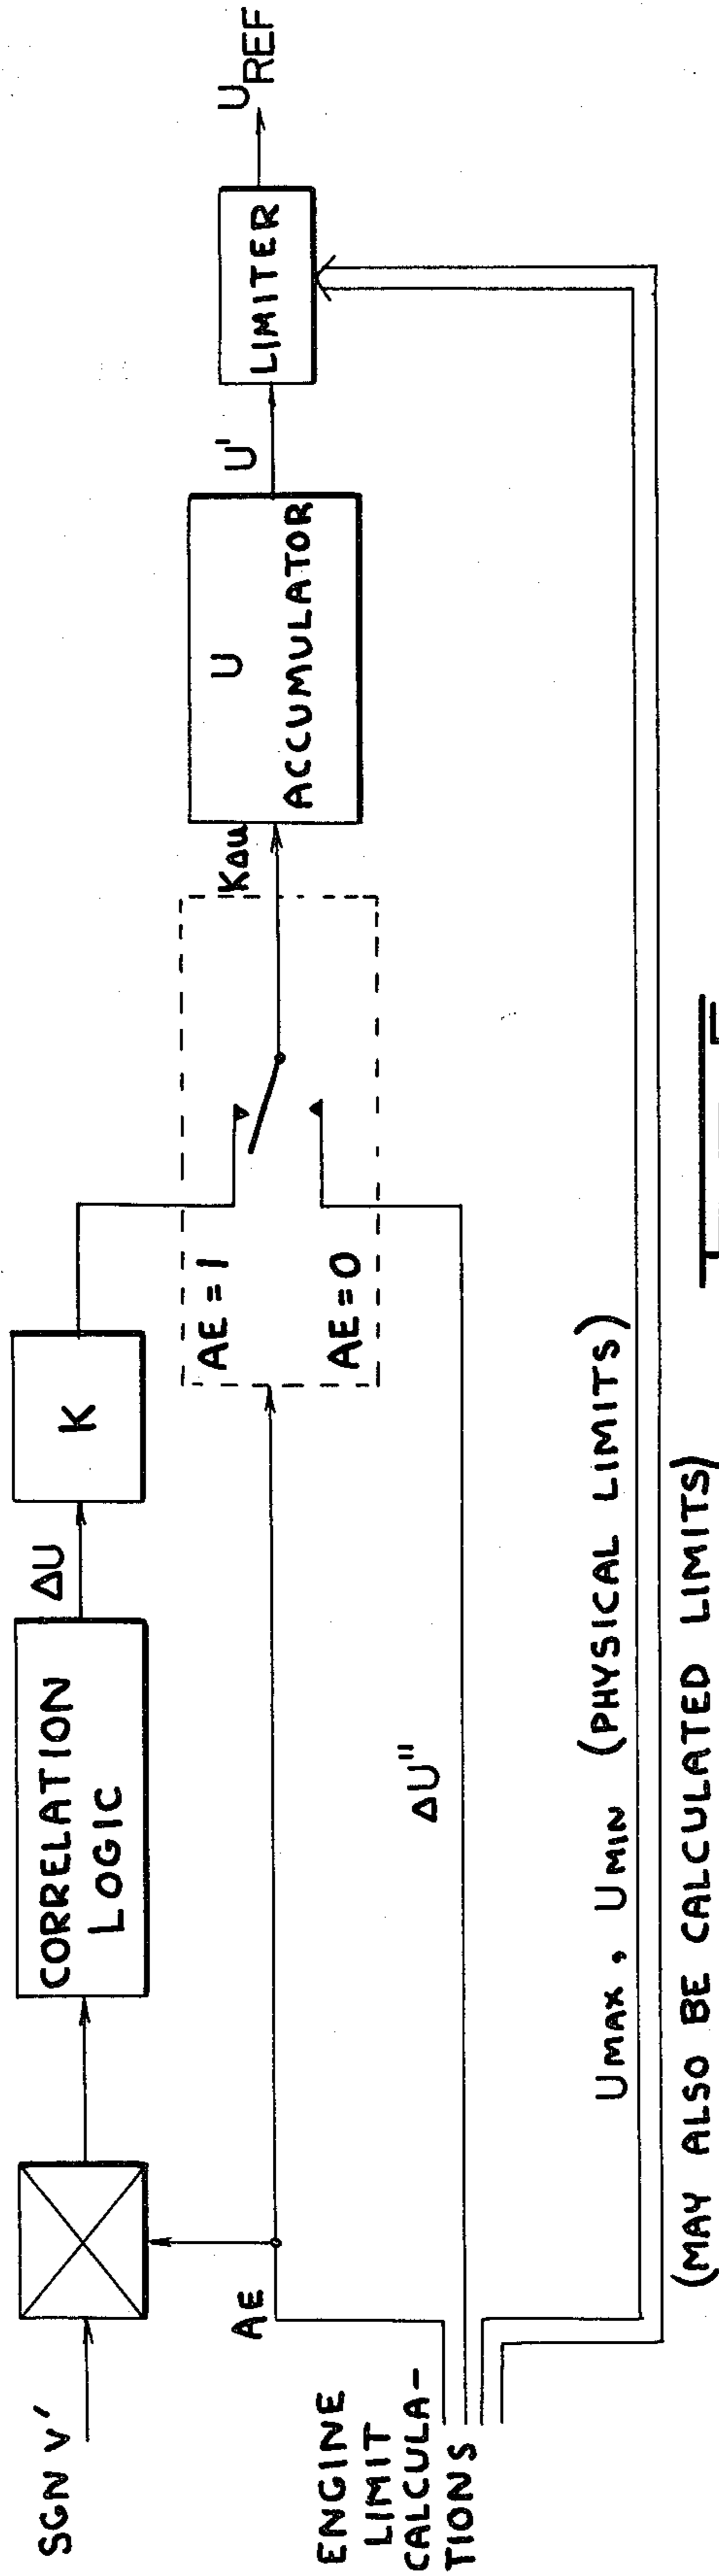 SGN V'
CORRELATION
LOGIC
ΔU
K
AE
AE = 1
AE = 0
KΔU
U
ACCUMULATOR
U'
LIMITER
U REF
ENGINE
LIMIT
CALCULA-
TIONS
ΔU"
UMAX, UMIN (PHYSICAL LIMITS)
(MAY ALSO BE CALCULATED LIMITS)